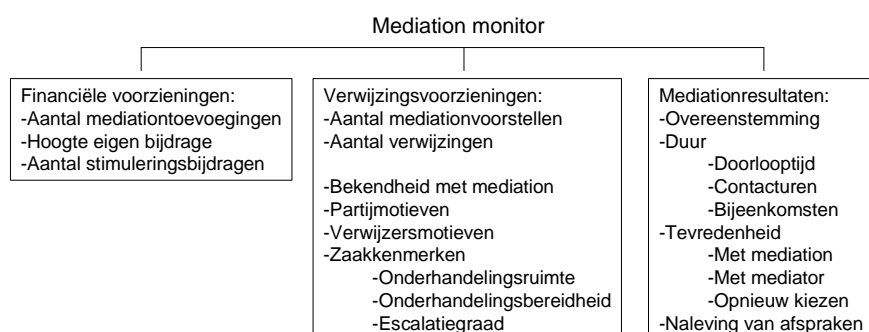 Mediation monitor
Financiële voorzieningen:
-Aantal mediationtoevoegingen
-Hoogte eigen bijdrage
-Aantal stimuleringsbijdragen
Verwijzingsvoorzieningen:
-Aantal mediationvoorstellen
-Aantal verwijzingen
-Bekendheid met mediation
-Partijmotieven
-Verwijzersmotieven
-Zaakkenmerken
-Onderhandelingsruimte
-Onderhandelingsbereidheid
-Escalatiegraad
Mediationresultaten:
-Overeenstemming
-Duur
-Doorlooptijd
-Contacturen
-Bijeenkomsten
-Tevredenheid
-Met mediation
-Met mediator
-Opnieuw kiezen
-Naleving van afspraken